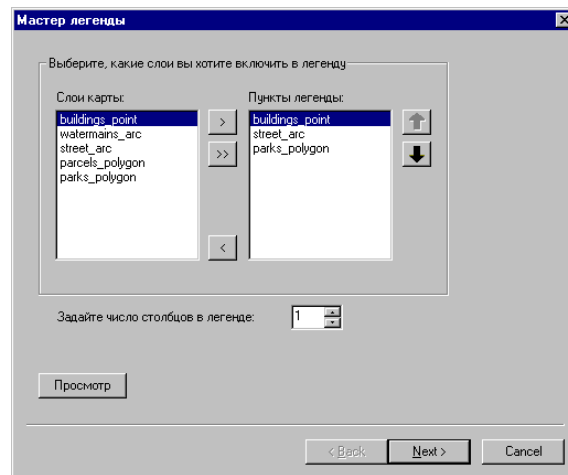 Мастер легенды
Выберите, какие слои вы хотите включить в легенду
Слои карты:
buildings_point
watermains_arc
street_arc
parcels_polygon
parks_polygon
>
>>
<
Пункты легенды:
buildings_point
street_arc
parks_polygon
Задайте число столбцов в легенде:
1
Просмотр
< Back
Next >
Cancel